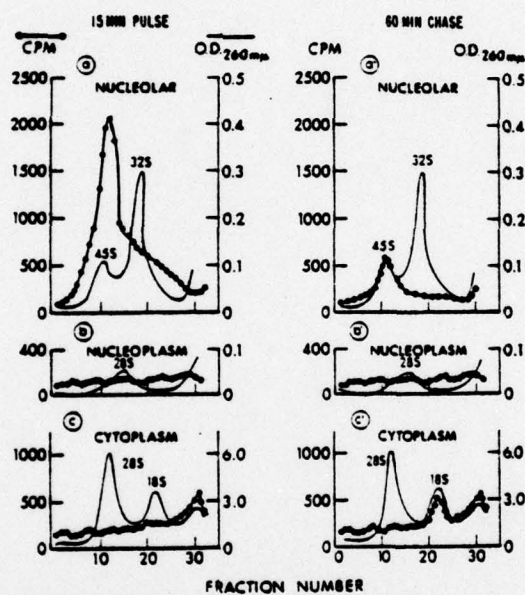 15 MIN PULSE
60 MIN CHASE
CPM
O.D.260mμ
CPM
O.D.260mμ
a
NUCLEOLAR
a'
NUCLEOLAR
2500
2000
1500
1000
500
0
0.5
0.4
0.3
0.2
0.1
0
45S
32S
2500
2000
1500
1000
500
0
0.5
0.4
0.3
0.2
0.1
0
45S
32S
b
NUCLEOPLASM
28S
400
0
0.1
0
b'
NUCLEOPLASM
28S
400
0
0.1
0
c
CYTOPLASM
28S
18S
1000
500
0
6.0
3.0
0
10 20 30
c'
CYTOPLASM
28S
18S
1000
500
0
6.0
3.0
0
0 10 20 30
FRACTION NUMBER